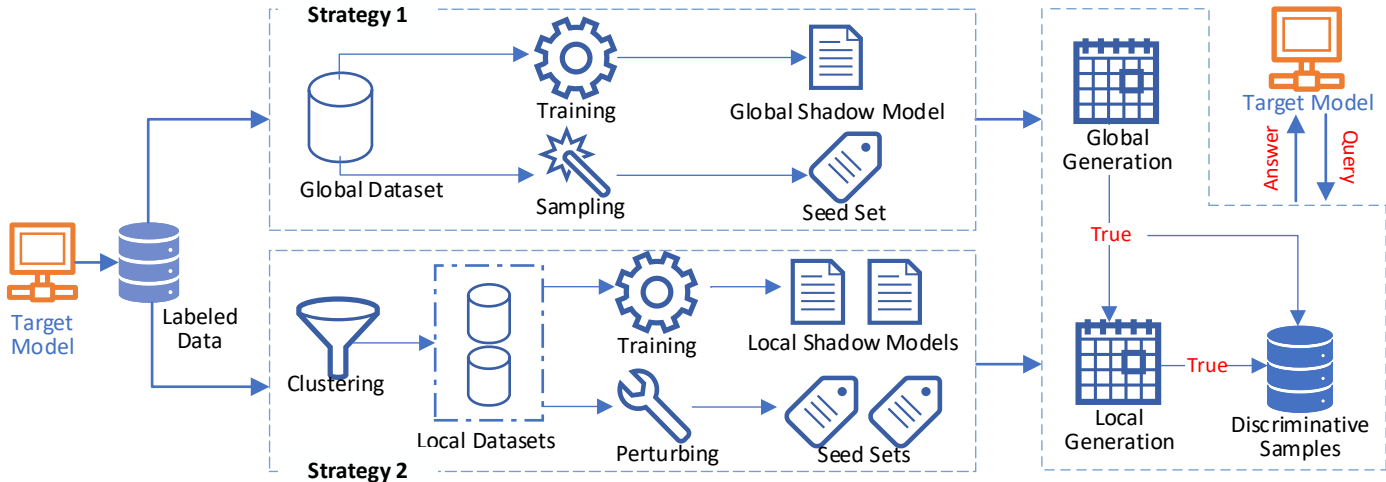 Strategy 1
Training
Global Shadow Model
Global Dataset
Sampling
Seed Set
Target
Model
Labeled
Data
Clustering
Local Datasets
Training
Local Shadow Models
Perturbing
Seed Sets
Strategy 2
Global
Generation
Target Model
Answer
Query
True
True
Local
Generation
Discriminative
Samples